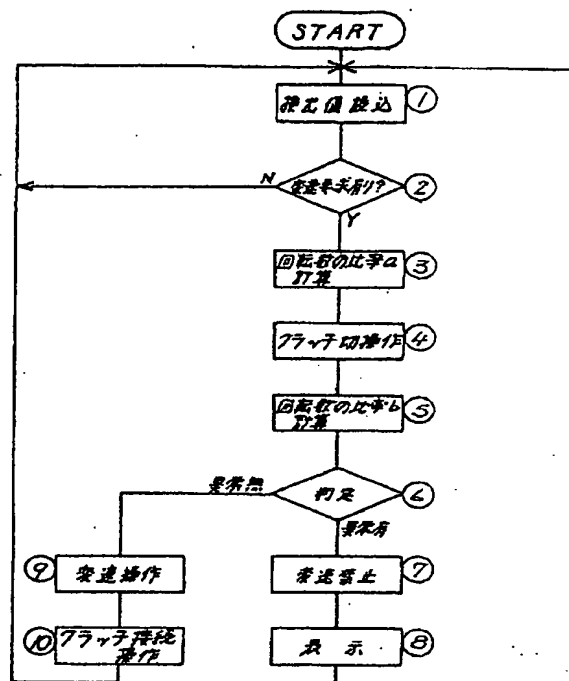 START
検出値読込
①
変速要求有り?
②
N
Y
回転数の比率a
計算
③
クラッチ切操作
④
回転数の比率b
計算
⑤
判定
⑥
異常無
異常有
⑨
変速操作
変速禁止
⑦
⑩
クラッチ接続
操作
表示
⑧